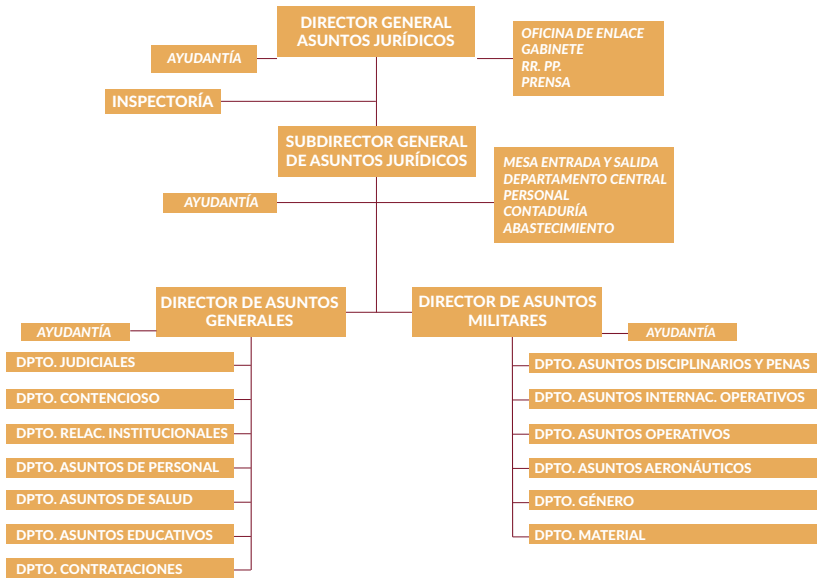 DIRECTOR GENERAL
ASUNTOS JURÍDICOS
AYUDANTÍA
OFICINA DE ENLACE
GABINETE
RR. PP.
PRENSA
INSPECTORÍA
SUBDIRECTOR GENERAL
DE ASUNTOS JURÍDICOS
MESA ENTRADA Y SALIDA
DEPARTAMENTO CENTRAL
PERSONAL
CONTADURÍA
ABASTECIMIENTO
AYUDANTÍA
DIRECTOR DE ASUNTOS
GENERALES
AYUDANTÍA
DPTO. JUDICIALES
DPTO. CONTENCIOSO
DPTO. RELAC. INSTITUCIONALES
DPTO. ASUNTOS DE PERSONAL
DPTO. ASUNTOS DE SALUD
DPTO. ASUNTOS EDUCATIVOS
DPTO. CONTRATACIONES
DIRECTOR DE ASUNTOS
MILITARES
AYUDANTÍA
DPTO. ASUNTOS DISCIPLINARIOS Y PENAS
DPTO. ASUNTOS INTERNAC. OPERATIVOS
DPTO. ASUNTOS OPERATIVOS
DPTO. ASUNTOS AERONÁUTICOS
DPTO. GÉNERO
DPTO. MATERIAL